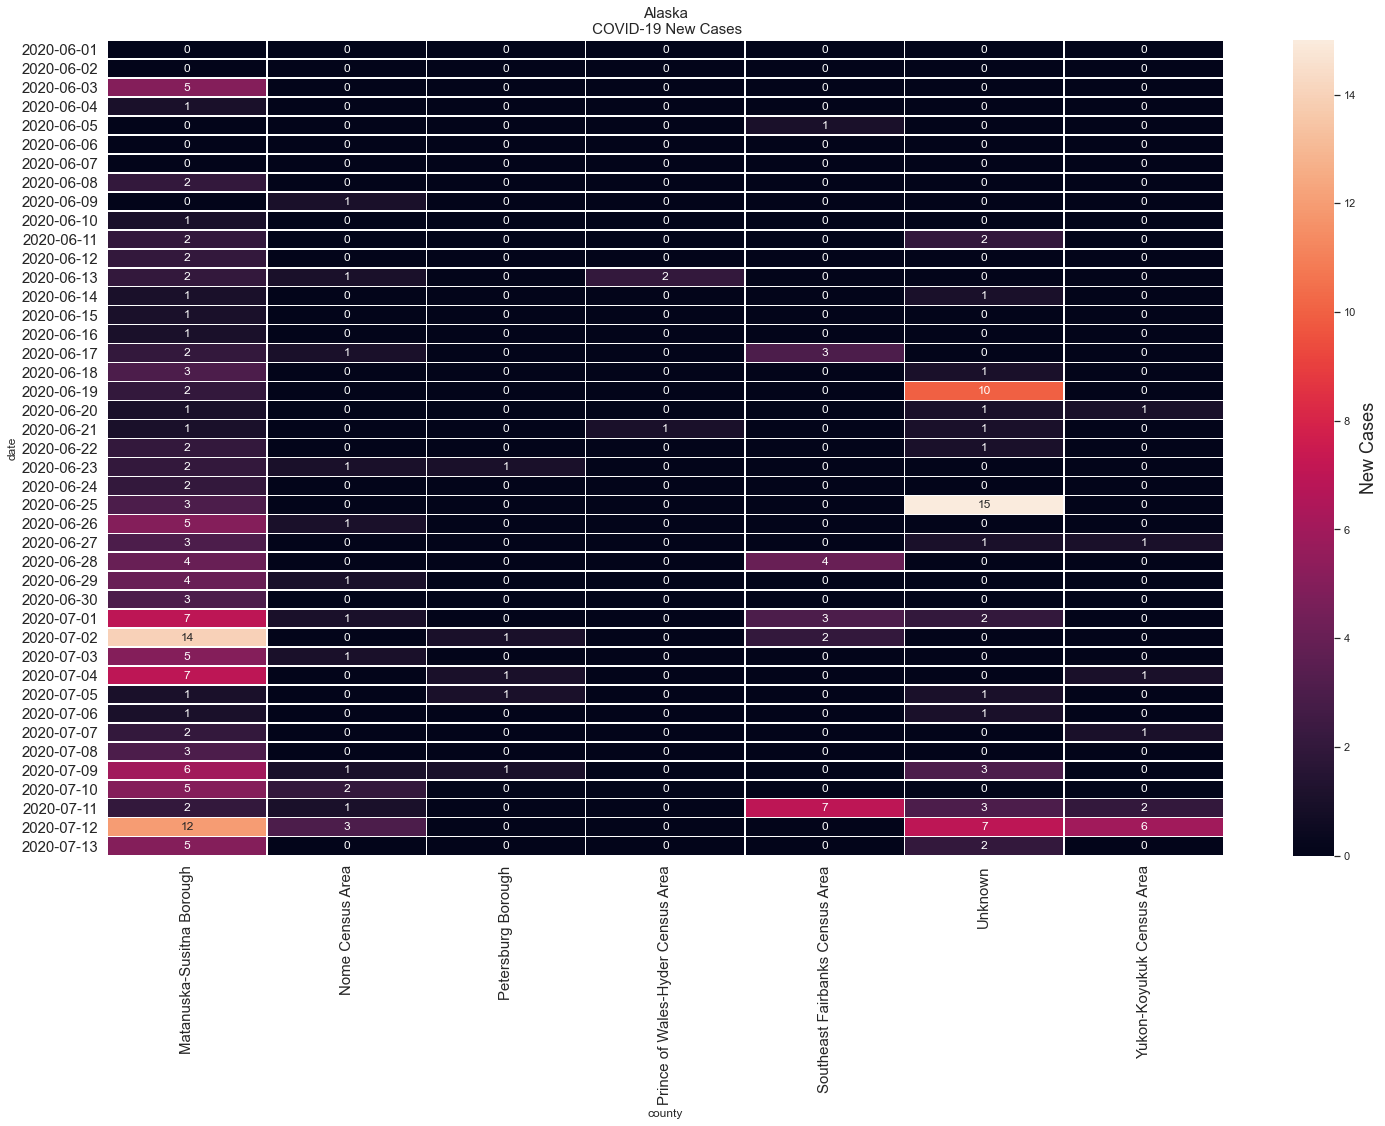 Alaska
COVID-19 New Cases
2020-06-01 0 0 0 0 0 0 0
2020-06-02 0 0 0 0 0 0 0
2020-06-03 5 0 0 0 0 0 0
2020-06-04 1 0 0 0 0 0 0
2020-06-05 0 0 0 0 1 0 0
2020-06-06 0 0 0 0 0 0 0
2020-06-07 0 0 0 0 0 0 0
2020-06-08 2 0 0 0 0 0 0
2020-06-09 0 1 0 0 0 0 0
2020-06-10 1 0 0 0 0 0 0
2020-06-11 2 0 0 0 0 2 0
2020-06-12 2 0 0 0 0 0 0
2020-06-13 2 1 0 2 0 0 0
2020-06-14 1 0 0 0 0 1 0
2020-06-15 1 0 0 0 0 0 0
2020-06-16 1 0 0 0 0 0 0
2020-06-17 2 1 0 0 3 0 0
2020-06-18 3 0 0 0 0 1 0
2020-06-19 2 0 0 0 0 10 0
2020-06-20 1 0 0 0 0 1 1
2020-06-21 1 0 0 1 0 1 0
2020-06-22 2 0 0 0 0 1 0
2020-06-23 2 1 1 0 0 0 0
2020-06-24 2 0 0 0 0 0 0
2020-06-25 3 0 0 0 0 15 0
2020-06-26 5 1 0 0 0 0 0
2020-06-27 3 0 0 0 0 1 1
2020-06-28 4 0 0 0 4 0 0
2020-06-29 4 1 0 0 0 0 0
2020-06-30 3 0 0 0 0 0 0
2020-07-01 7 1 0 0 3 2 0
2020-07-02 14 0 1 0 2 0 0
2020-07-03 5 1 0 0 0 0 0
2020-07-04 7 0 1 0 0 0 1
2020-07-05 1 0 1 0 0 1 0
2020-07-06 1 0 0 0 0 1 0
2020-07-07 2 0 0 0 0 0 1
2020-07-08 3 0 0 0 0 0 0
2020-07-09 6 1 1 0 0 3 0
2020-07-10 5 2 0 0 0 0 0
2020-07-11 2 1 0 0 7 3 2
2020-07-12 12 3 0 0 0 7 6
2020-07-13 5 0 0 0 0 2 0
date
Matanuska-Susitna Borough
Nome Census Area
Petersburg Borough
Prince of Wales-Hyder Census Area
Southeast Fairbanks Census Area
Unknown
Yukon-Koyukuk Census Area
county
14
12
10
8
6
4
2
0
New Cases